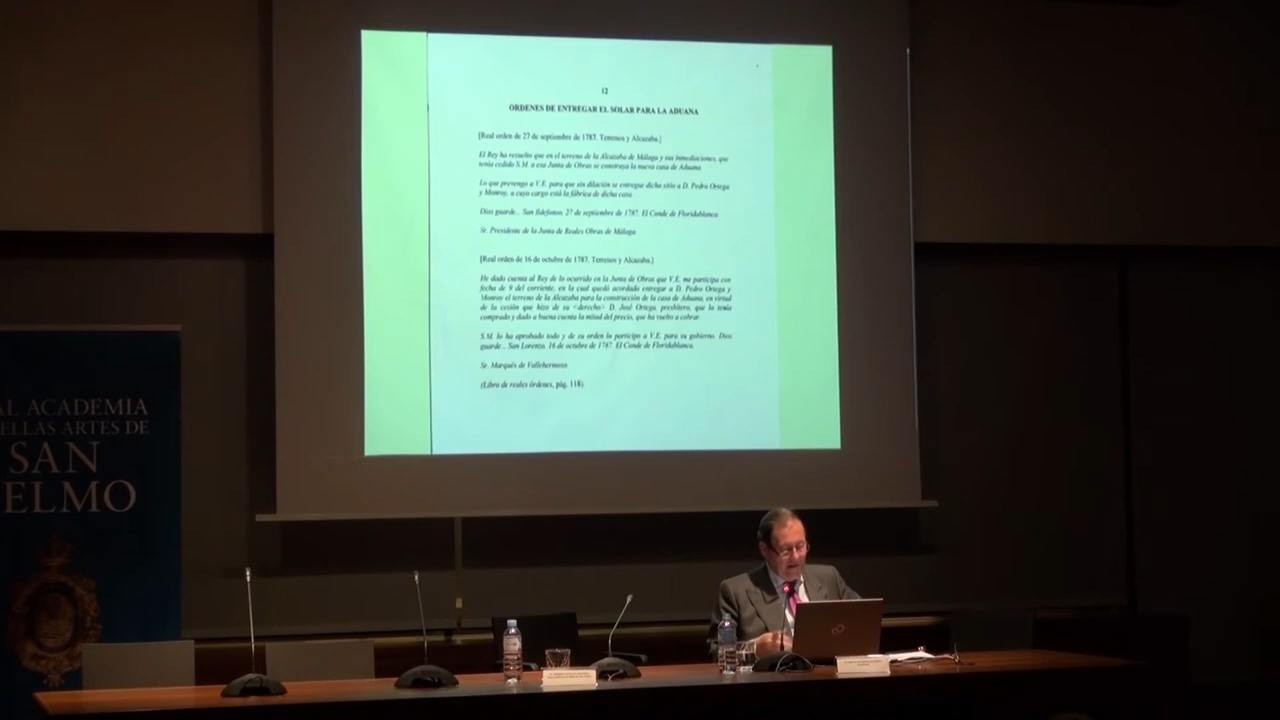 12
ORDENES DE ENTREGAR EL SOLAR PARA LA ADUANA
[Real orden de 27 de septiembre de 1787. Terrenos y Alcazaba.]
El Rey ha resuelto que en el terreno de la Alcazaba de Málaga y sus inmediaciones, que
tenía cedido S.M. a esa Junta de Obras se construya la nueva casa de Aduana.
Lo que prevengo a V.E. para que sin dilación se entregue dicho sitio a D. Pedro Ortega
y Monroy, a cuyo cargo está la fábrica de dicha casa.
Dios guarde... San Ildefonso, 27 de septiembre de 1787. El Conde de Floridablanca.
Sr. Presidente de la Junta de Reales Obras de Málaga
[Real orden de 16 de octubre de 1787. Terrenos y Alcazaba.]
He dado cuenta al Rey de lo ocurrido en la Junta de Obras que V.E. me participa con
fecha de 9 del corriente, en la cual quedó acordado entregar a D. Pedro Ortega y
Monroy el terreno de la Alcazaba para la construcción de la casa de Aduana, en virtud
de la cesión que hizo de su <derecho> D. José Ortega, presbítero, que lo tenía
comprado y dado a buena cuenta la mitad del precio, que ha vuelto a cobrar.
S.M. lo ha aprobado todo y de su orden lo participo a V.E. para su gobierno. Dios
guarde... San Lorenzo, 16 de octubre de 1787. El Conde de Floridablanca.
Sr. Marqués de Vallehermoso
(Libro de reales órdenes, pág. 118).
AL ACADEMIA
ELLAS ARTES DE
SAN
ELMO